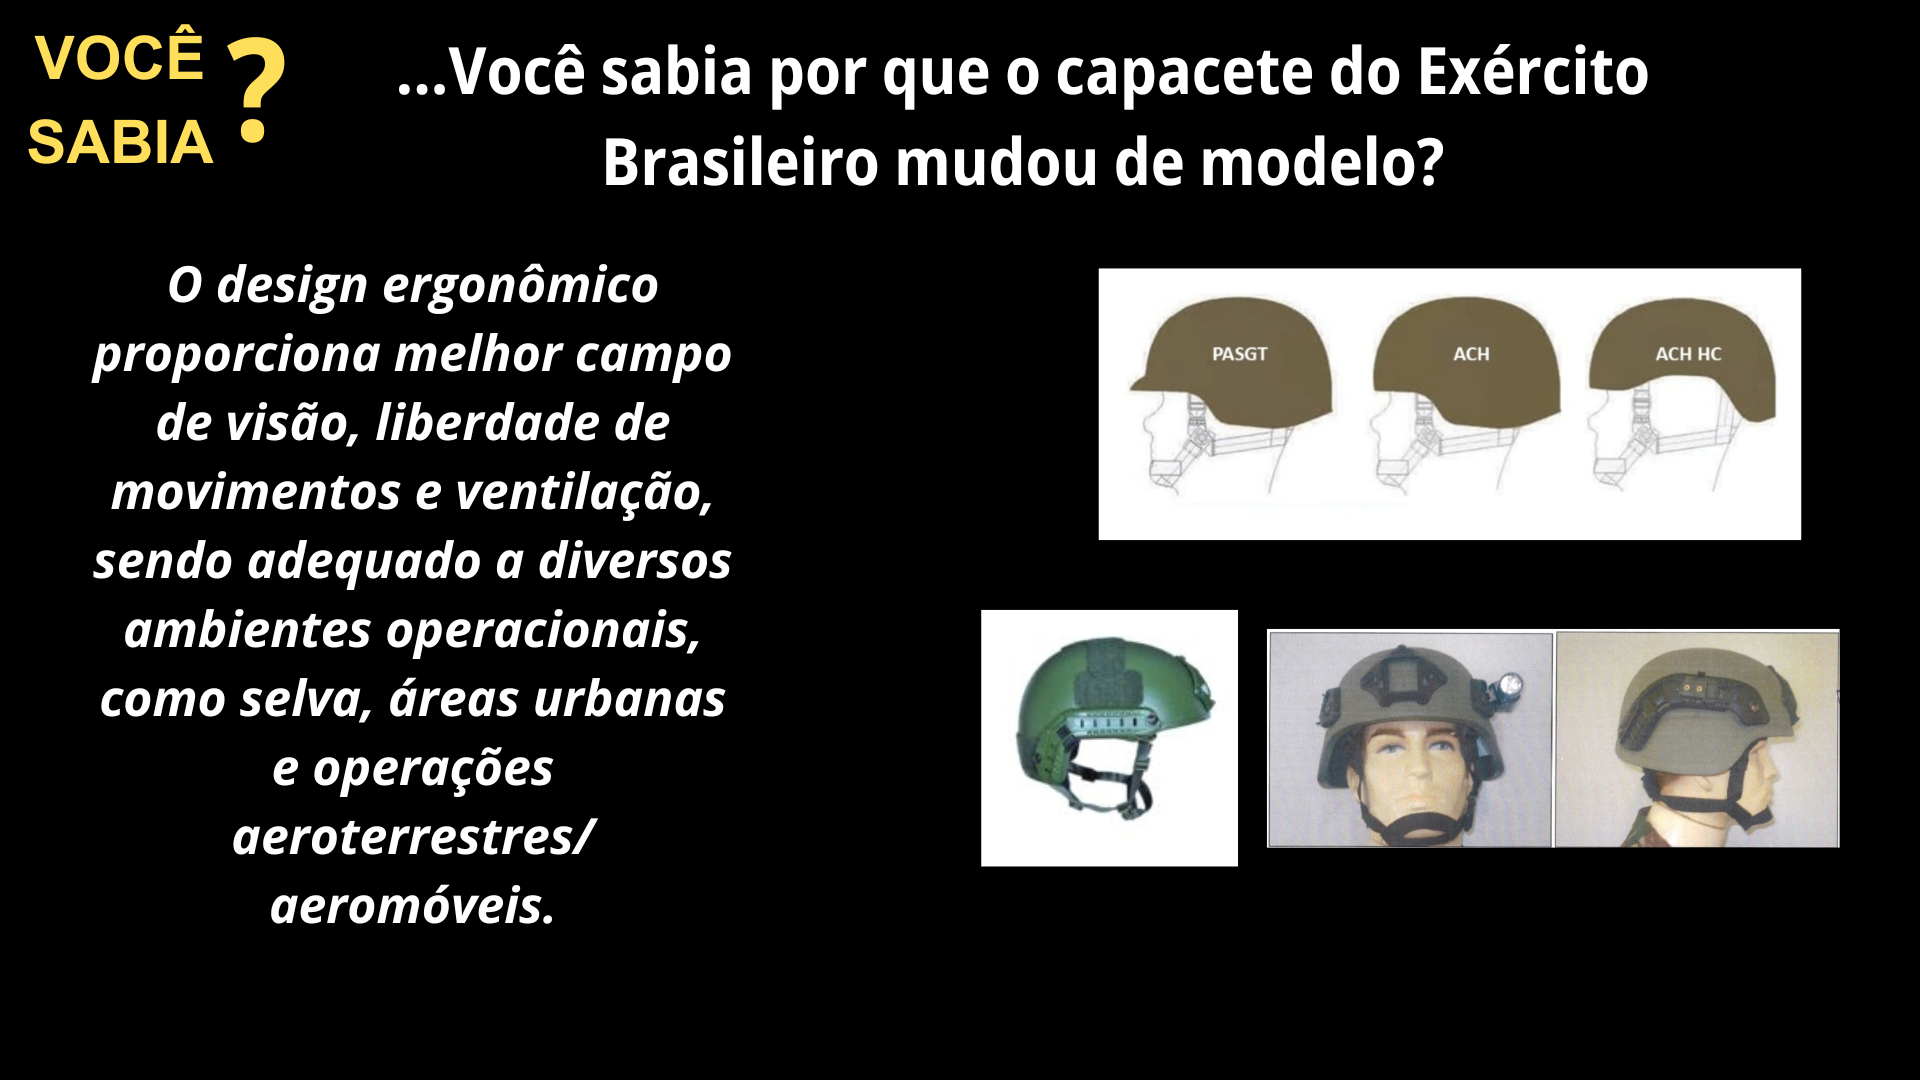 VOCÊ
SABIA
?
...Você sabia por que o capacete do Exército
Brasileiro mudou de modelo?
O design ergonômico
proporciona melhor campo
de visão, liberdade de
movimentos e ventilação,
sendo adequado a diversos
ambientes operacionais,
como selva, áreas urbanas
e operações
aeroterrestres/
aeromóveis.
PASGT
ACH
ACH HC